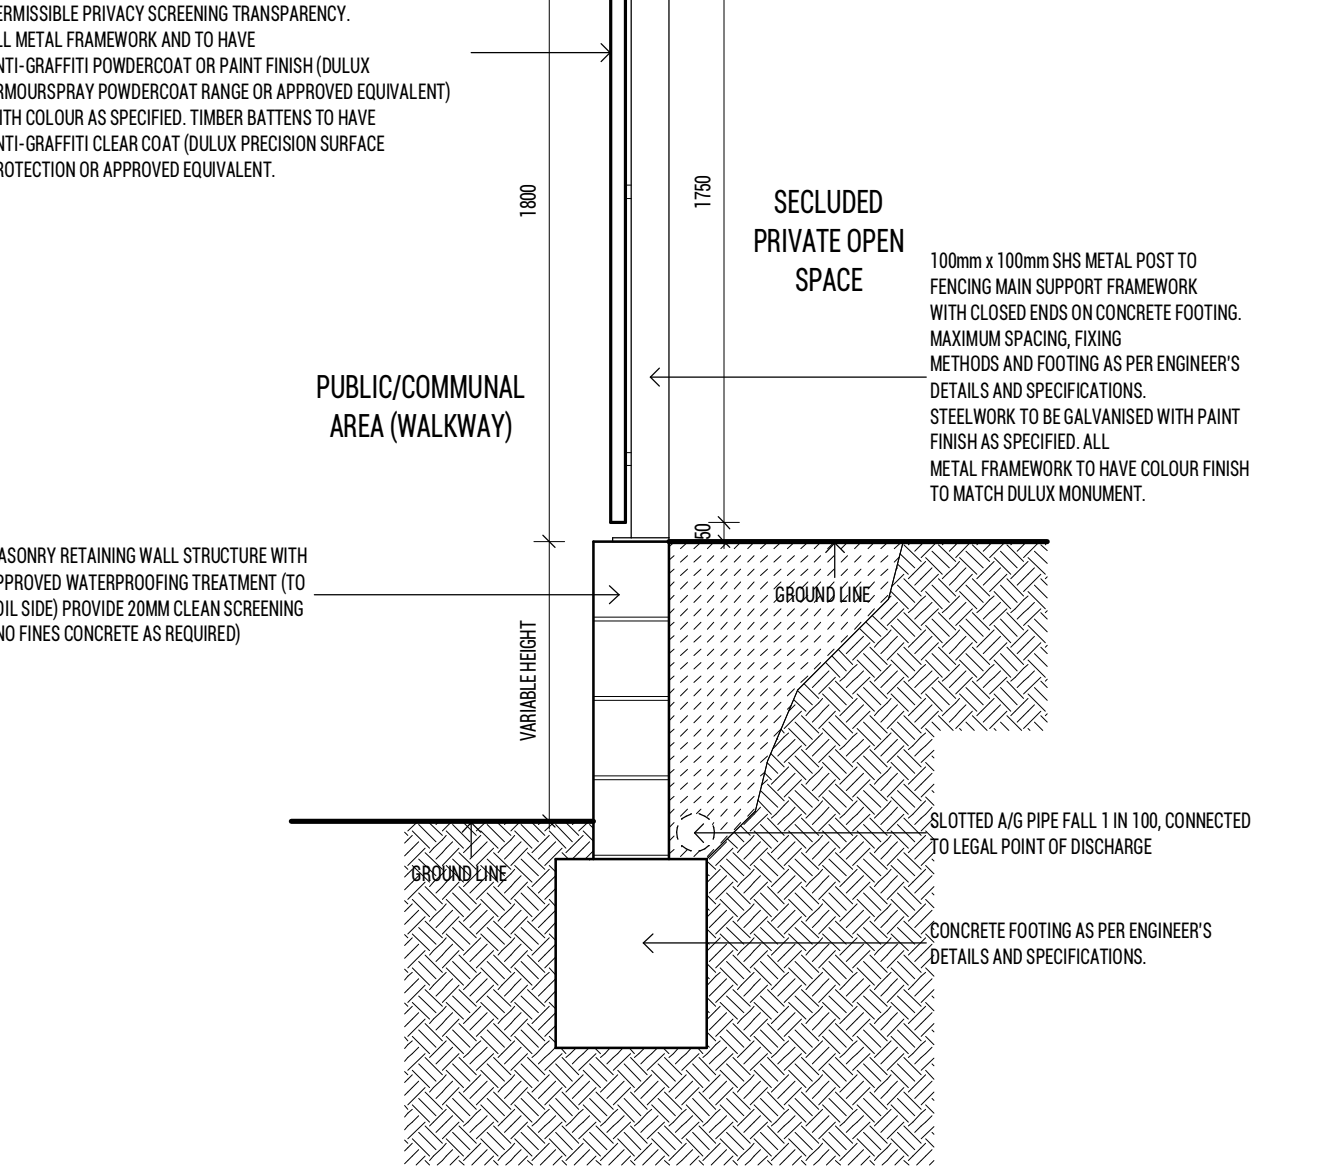 ERMISSIBLE PRIVACY SCREENING TRANSPARENCY.
LL METAL FRAMEWORK AND TO HAVE
NTI-GRAFFITI POWDERCOAT OR PAINT FINISH (DULUX
RMOURSPRAY POWDERCOAT RANGE OR APPROVED EQUIVALENT)
ITH COLOUR AS SPECIFIED. TIMBER BATTENS TO HAVE
NTI-GRAFFITI CLEAR COAT (DULUX PRECISION SURFACE
ROTECTION OR APPROVED EQUIVALENT.
1800
1750
SECLUDED
PRIVATE OPEN
SPACE
100mm x 100mm SHS METAL POST TO
FENCING MAIN SUPPORT FRAMEWORK
WITH CLOSED ENDS ON CONCRETE FOOTING.
MAXIMUM SPACING, FIXING
METHODS AND FOOTING AS PER ENGINEER'S
DETAILS AND SPECIFICATIONS.
STEELWORK TO BE GALVANISED WITH PAINT
FINISH AS SPECIFIED. ALL
METAL FRAMEWORK TO HAVE COLOUR FINISH
TO MATCH DULUX MONUMENT.
PUBLIC/COMMUNAL
AREA (WALKWAY)
50
ASONRY RETAINING WALL STRUCTURE WITH
PPROVED WATERPROOFING TREATMENT (TO
OIL SIDE) PROVIDE 20MM CLEAN SCREENING
NO FINES CONCRETE AS REQUIRED)
GROUND LINE
VARIABLE HEIGHT
SLOTTED A/G PIPE FALL 1 IN 100, CONNECTED
TO LEGAL POINT OF DISCHARGE
GROUND LINE
CONCRETE FOOTING AS PER ENGINEER'S
DETAILS AND SPECIFICATIONS.